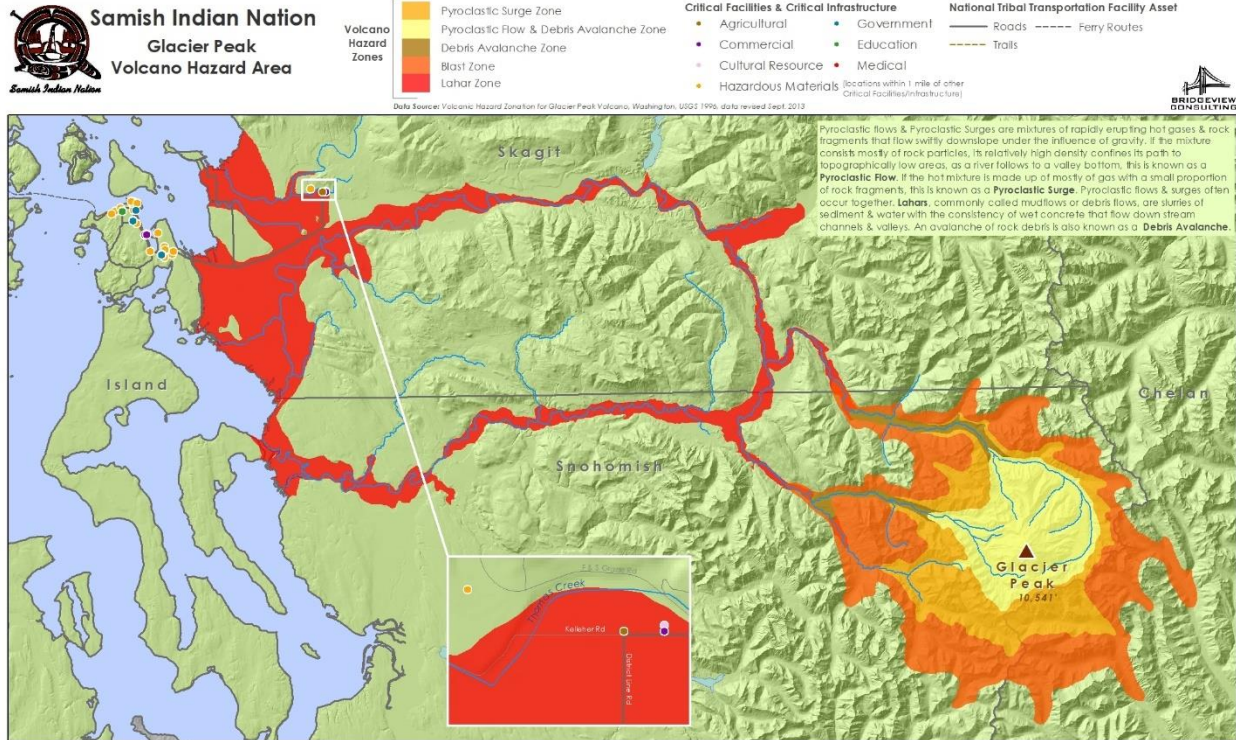 Samish Indian Nation
Glacier Peak
Volcano Hazard Area
Samish Indian Nation
Volcano
Hazard
Zones
Pyroclastic Surge Zone
Pyroclastic Flow & Debris Avalanche Zone
Debris Avalanche Zone
Blast Zone
Lahar Zone
Critical Facilities & Critical Infrastructure
Agricultural
Commercial
Cultural Resource
Hazardous Materials (locations within 1 mile of other
Critical Facilities/Infrastructure)
Government
Education
Medical
National Tribal Transportation Facility Asset
Roads
Ferry Routes
Trails
Data Source: Volcanic Hazard Zonation for Glacier Peak Volcano, Washington, USGS 1996, data revised Sept. 2013
BRIDGEVIEW
CONSULTING
Pyroclastic flows & Pyroclastic Surges are mixtures of rapidly erupting hot gases & rock
fragments that flow swiftly downslope under the influence of gravity. If the mixture
consists mostly of rock particles, its relatively high density confines its path to
topographically low areas, as a river follows to a valley bottom, this is known as a
Pyroclastic Flow. If the hot mixture is made up of mostly of gas with a small proportion
of rock fragments, this is known as a Pyroclastic Surge. Pyroclastic flows & surges often
occur together. Lahars, commonly called mudflows or debris flows, are slurries of
sediment & water with the consistency of wet concrete that flow down stream
channels & valleys. An avalanche of rock debris is also known as a Debris Avalanche.
Skagit
Island
Chelan
Snohomish
Glacier
Peak
10,541'
F & S Grade Rd
Thomas Creek
Kelleher Rd
District Line Rd